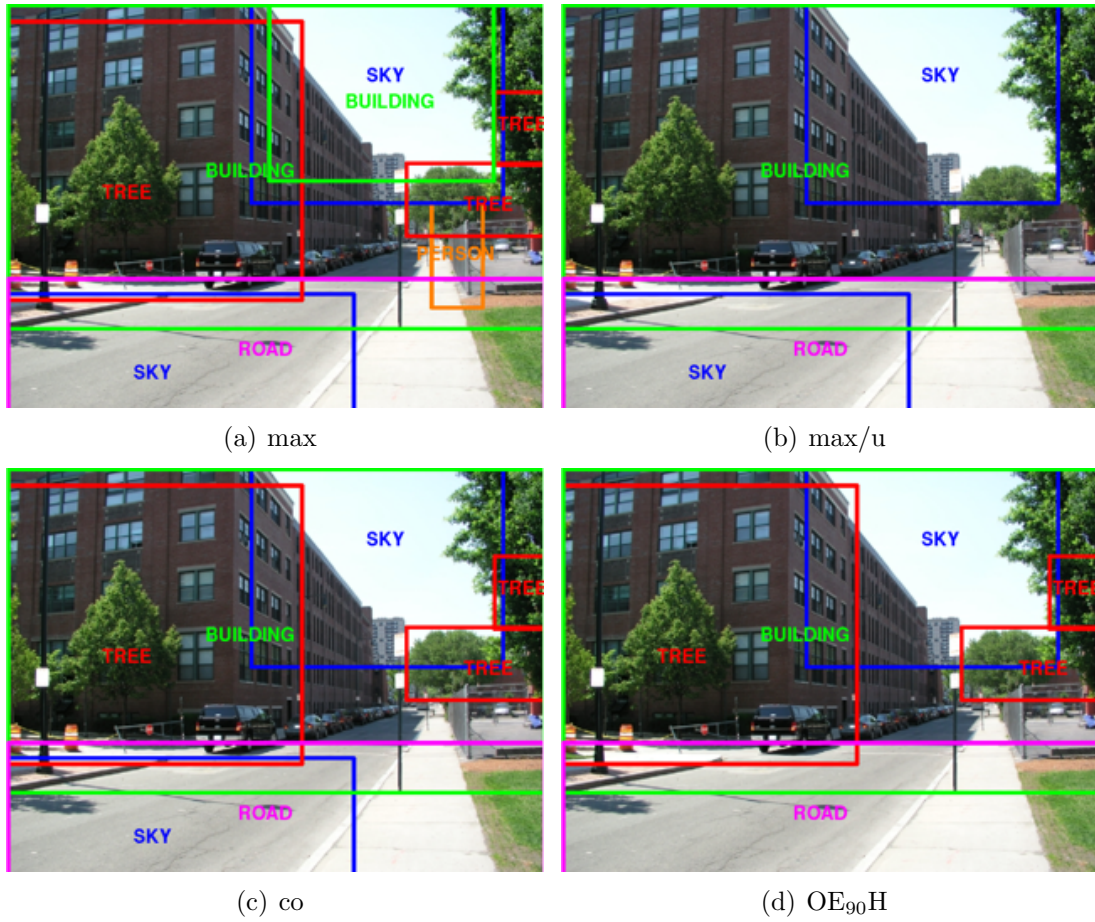 SKY
BUILDING
TREE
BUILDING
TREE
TREE
PERSON
ROAD
SKY
(a) max
SKY
BUILDING
ROAD
SKY
(b) max/u
SKY
TREE
BUILDING
TREE
TREE
ROAD
SKY
(c) co
SKY
TREE
BUILDING
TREE
TREE
ROAD
(d) OE₉₀H